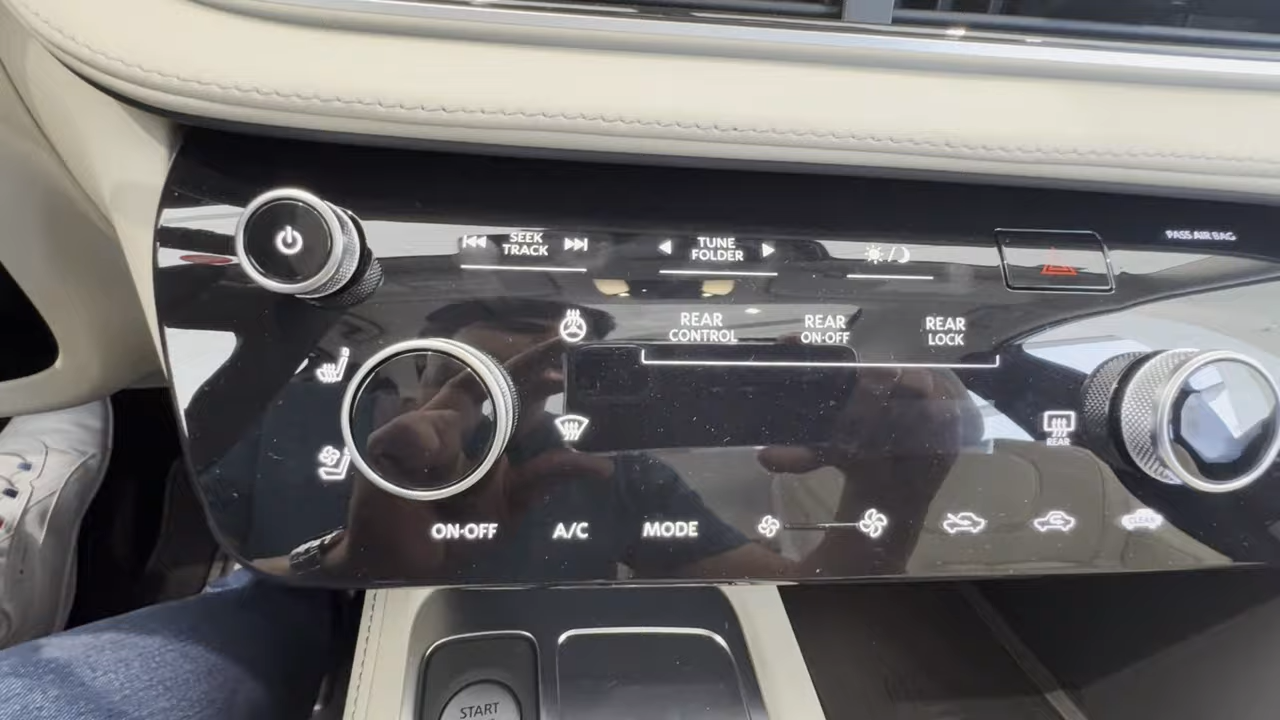 SEEK
TRACK
TUNE
FOLDER
PASS AIR BAG
REAR
CONTROL
REAR
ON·OFF
REAR
LOCK
REAR
ON·OFF
A/C
MODE
CLEAN
START